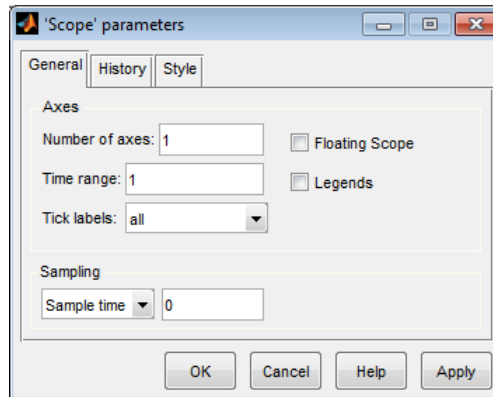 'Scope' parameters
General History Style
Axes
Number of axes: 1
Floating Scope
Time range: 1
Legends
Tick labels: all
Sampling
Sample time 0
OK Cancel Help Apply